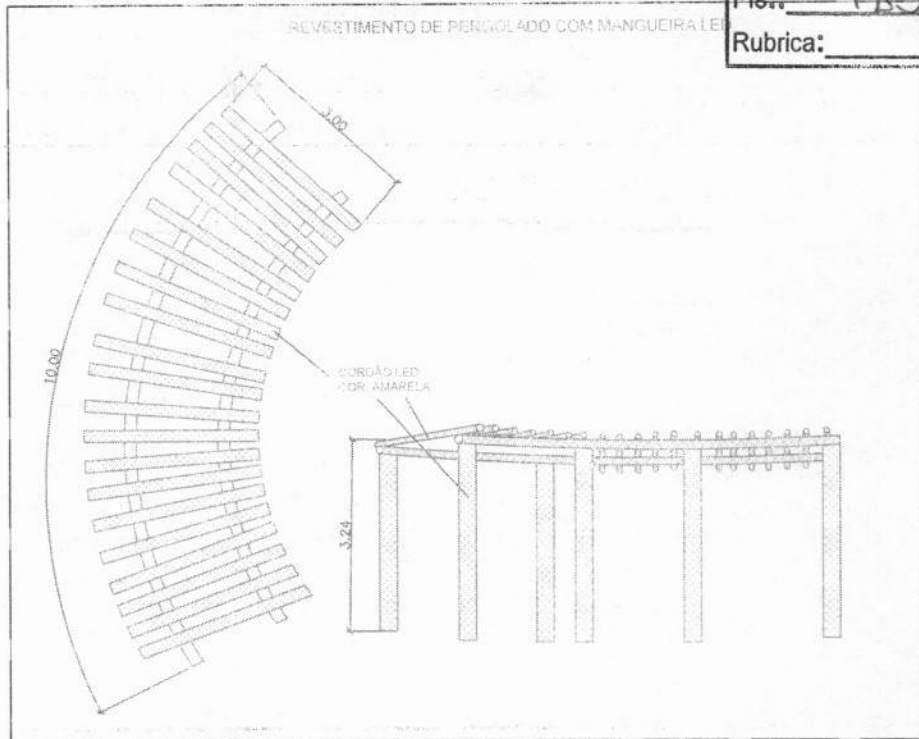 REVESTIMENTO DE PERGOLADO COM MANGUEIRA LED
Rubrica:
3,00
10,00
CORDÃO LED
COR AMARELA
3,24